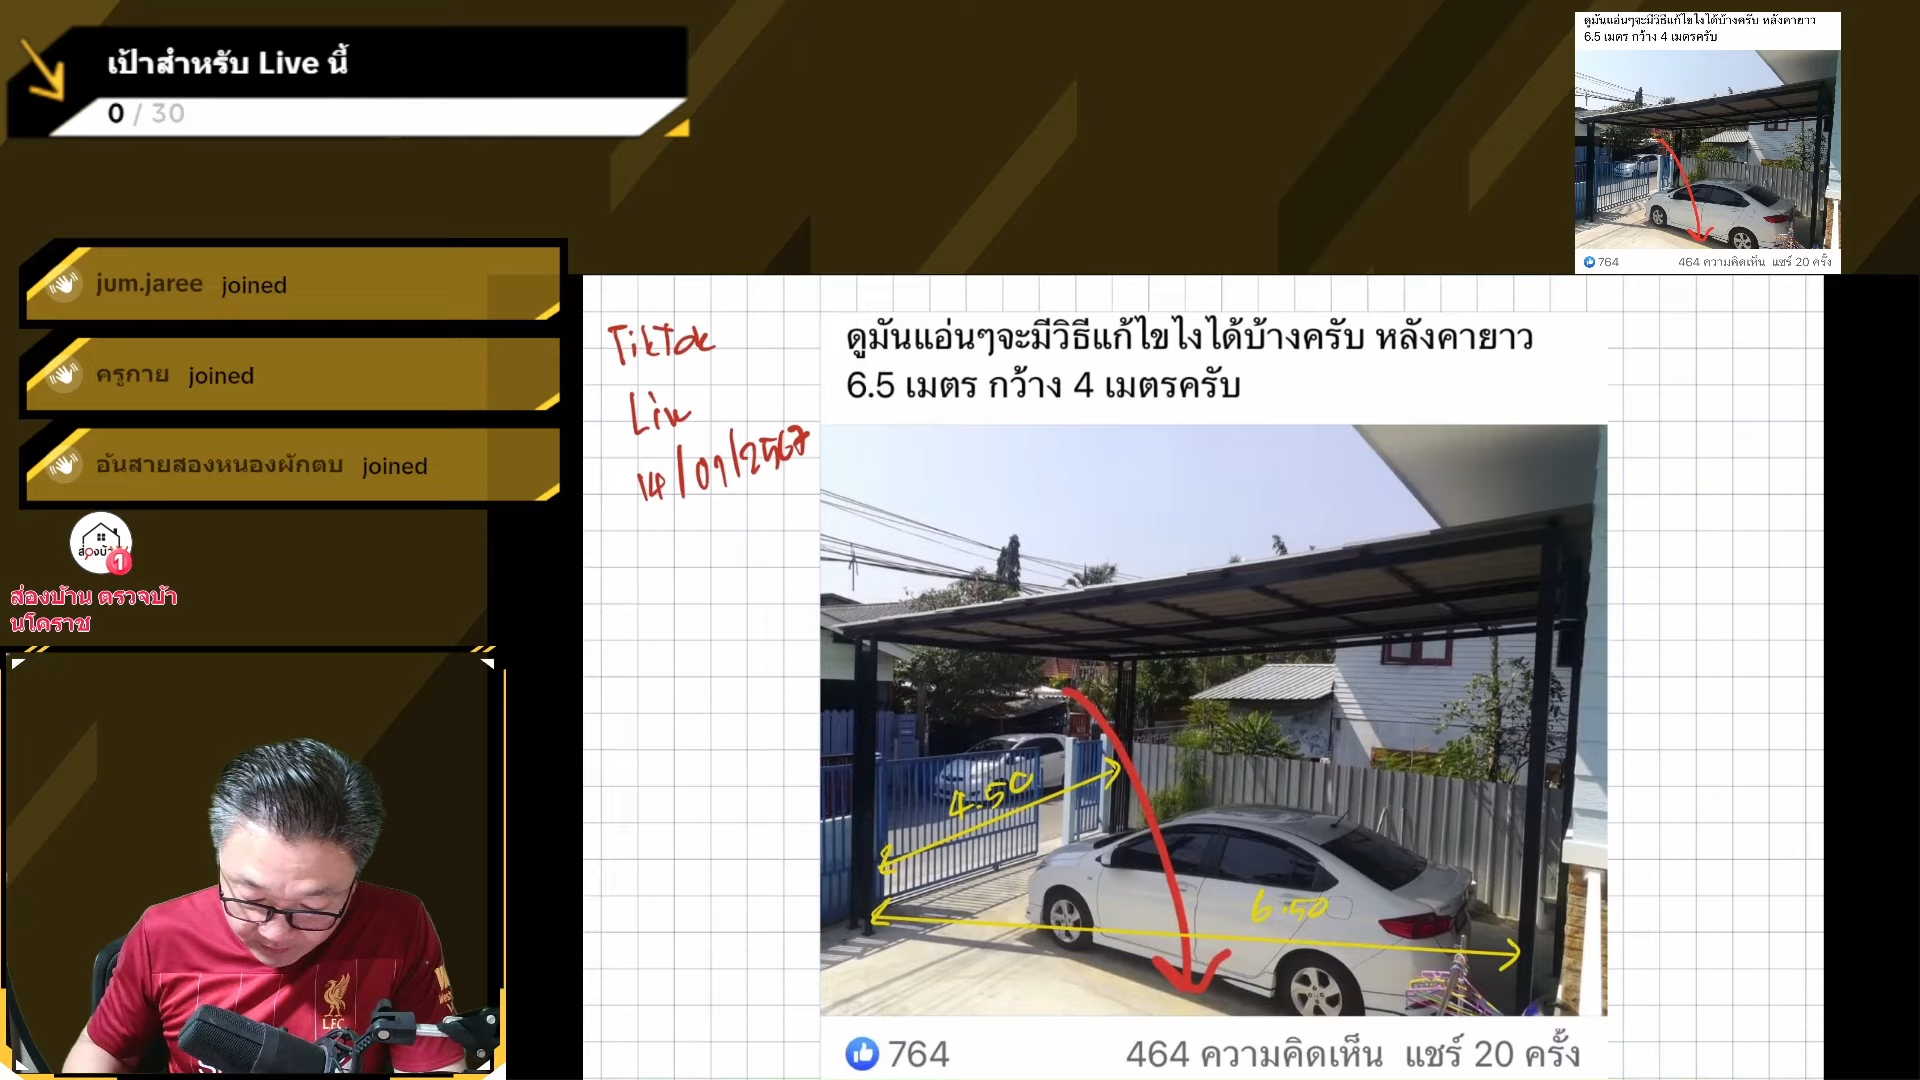 เป้าสำหรับ Live นี้
0 / 30
ดูมันแอ่นๆจะมีวิธีแก้ไขไงได้บ้างครับ หลังคายาว
6.5 เมตร กว้าง 4 เมตรครับ
764
464 ความคิดเห็น แชร์ 20 ครั้ง
jum.jaree joined
ครูกาย joined
อ้นสายสองหนองผักตบ joined
1
ส่องบ้าน ตรวจบ้า
นโคราช
TikTok
Live
14/01/2567
ดูมันแอ่นๆจะมีวิธีแก้ไขไงได้บ้างครับ หลังคายาว
6.5 เมตร กว้าง 4 เมตรครับ
4.50
6.50
764
464 ความคิดเห็น แชร์ 20 ครั้ง
LFC